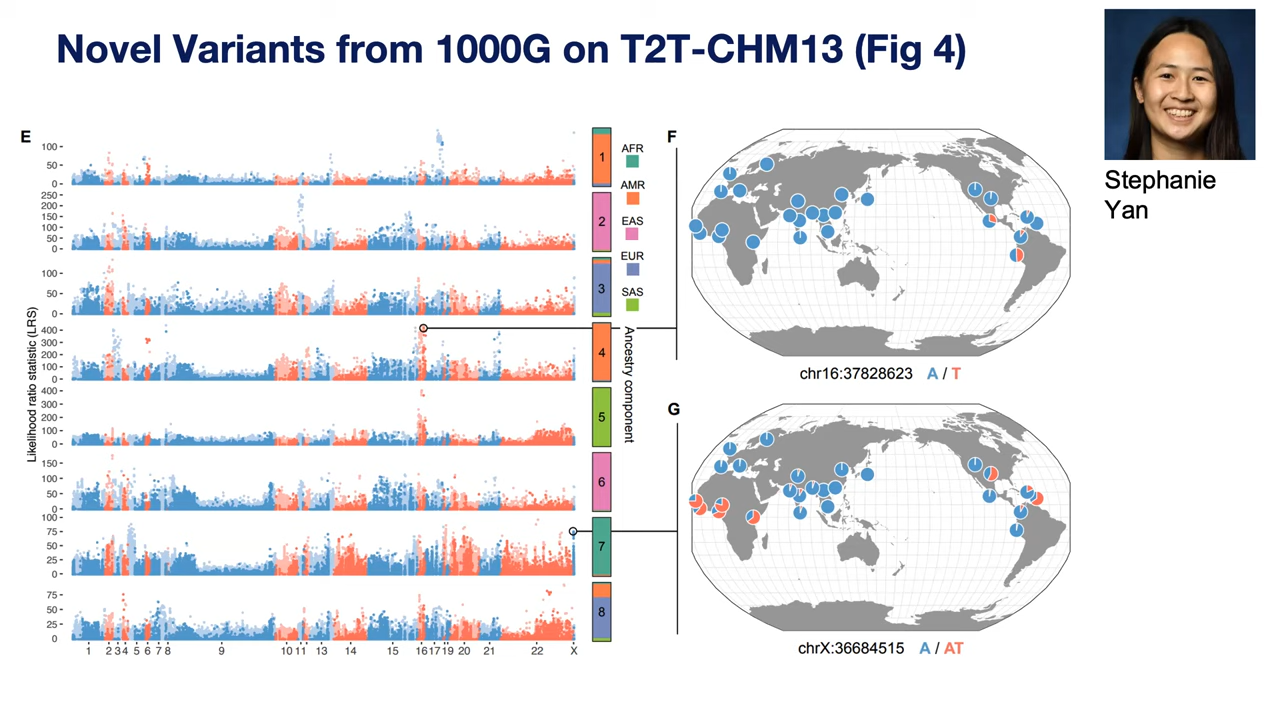 Novel Variants from 1000G on T2T-CHM13 (Fig 4)
Stephanie
Yan
E
Likelihood ratio statistic (LRS)
100
50
0
250
200
150
100
50
0
100
50
0
400
300
200
100
0
400
300
200
100
0
150
100
50
0
100
75
50
25
0
75
50
25
0
1 2 3 4 5 6 7 8 9 10 11 13 14 15 16 17 19 20 21 22 X
1
2
3
4
5
6
7
8
AFR
AMR
EAS
EUR
SAS
Ancestry component
F
chr16:37828623 A / T
G
chrX:36684515 A / AT